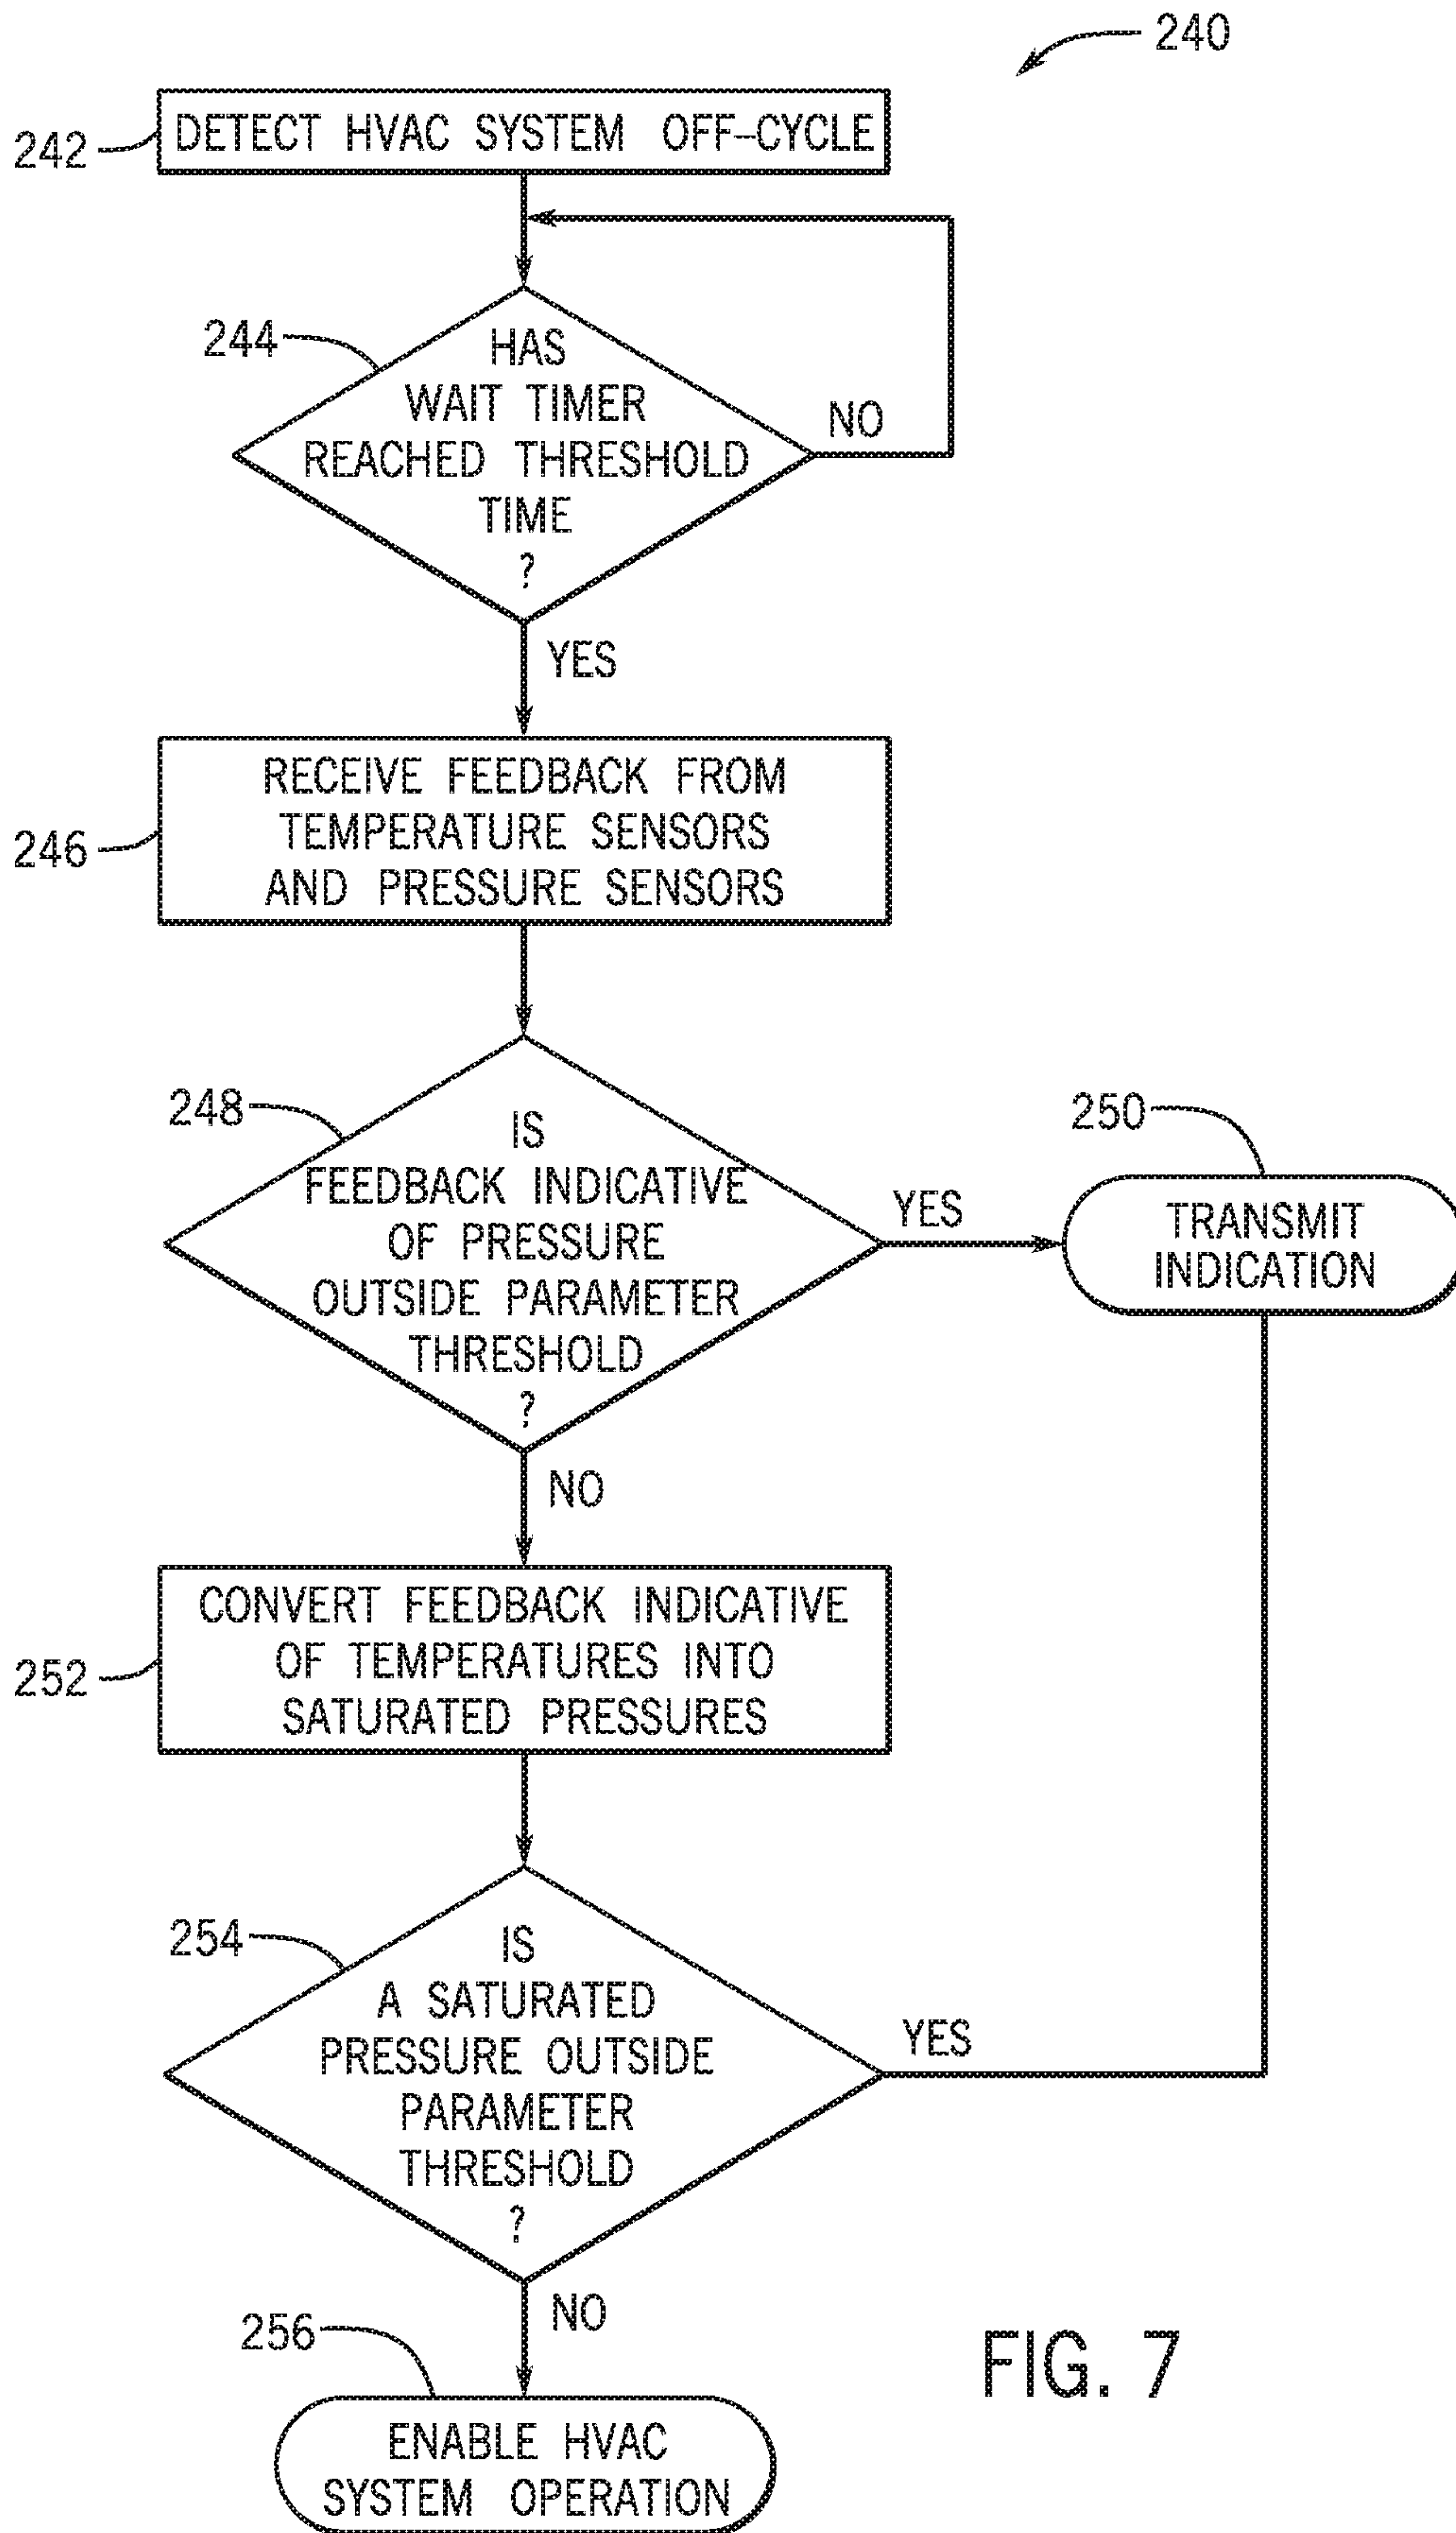 240
242
DETECT HVAC SYSTEM OFF-CYCLE
244
HAS
WAIT TIMER
REACHED THRESHOLD
TIME
?
NO
YES
246
RECEIVE FEEDBACK FROM
TEMPERATURE SENSORS
AND PRESSURE SENSORS
248
IS
FEEDBACK INDICATIVE
OF PRESSURE
OUTSIDE PARAMETER
THRESHOLD
?
YES
250
TRANSMIT
INDICATION
NO
252
CONVERT FEEDBACK INDICATIVE
OF TEMPERATURES INTO
SATURATED PRESSURES
254
IS
A SATURATED
PRESSURE OUTSIDE
PARAMETER
THRESHOLD
?
YES
NO
256
ENABLE HVAC
SYSTEM OPERATION
FIG. 7